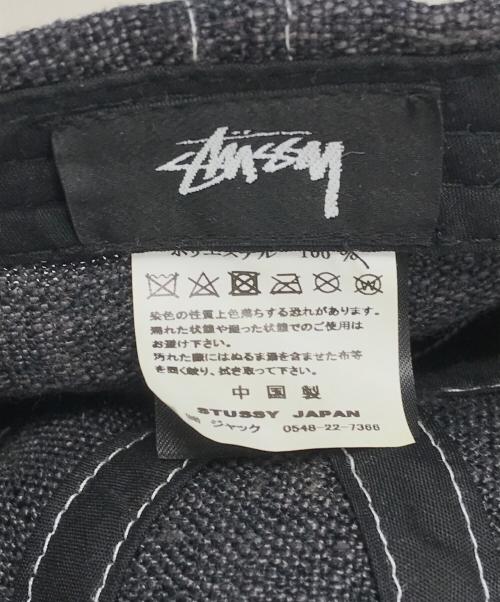 STÜSSY
ポリエステル 100%
染色の性質上色落ちする恐れがあります。
濡れた状態や湿った状態でのご使用は
お避け下さい。
汚れた際にはぬるま湯を含ませた布等
を固く絞り、拭き取って下さい。
中国製
STUSSY JAPAN
ジャック 0548-22-7366